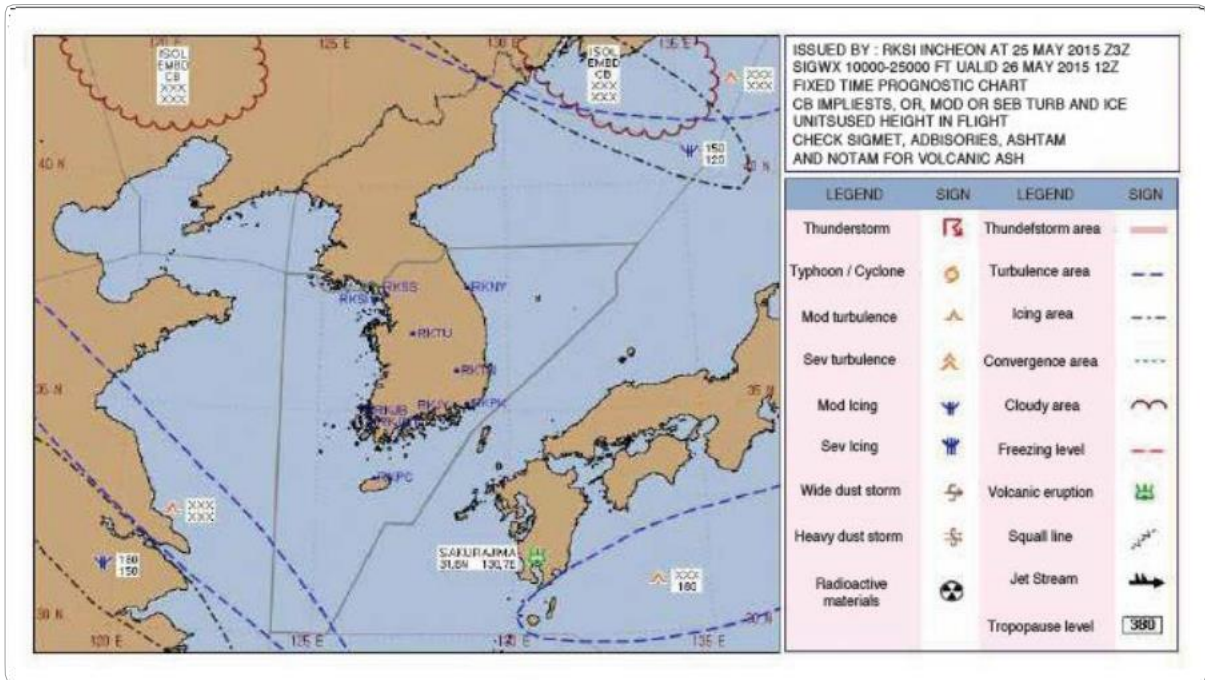 120 E
125 E
130 E
135 E
ISOL
EMBD
CB
XXX
XXX
ISOL
EMBD
CB
XXX
XXX
XXX
XXX
150
120
40 N
40 N
RKSI
RKSS
RKNY
RKTU
RKTN
35 N
35 N
RKJB
RKPK
RKPC
XXX
XXX
180
150
SAKURAJIMA
31,6N 130,7E
XXX
180
30 N
30 N
120 E
125 E
130
135 E
ISSUED BY : RKSI INCHEON AT 25 MAY 2015 Z3Z
SIGWX 10000-25000 FT UALID 26 MAY 2015 12Z
FIXED TIME PROGNOSTIC CHART
CB IMPLIESTS, OR, MOD OR SEB TURB AND ICE
UNITSUSED HEIGHT IN FLIGHT
CHECK SIGMET, ADBISORIES, ASHTAM
AND NOTAM FOR VOLCANIC ASH
LEGEND SIGN LEGEND SIGN
Thunderstorm Thundefstorm area
Typhoon / Cyclone Turbulence area
Mod turbulence Icing area
Sev turbulence Convergence area
Mod Icing Cloudy area
Sev Icing Freezing level
Wide dust storm Volcanic eruption
Heavy dust storm Squall line
Radioactive
materials
Jet Stream
Tropopause level 380